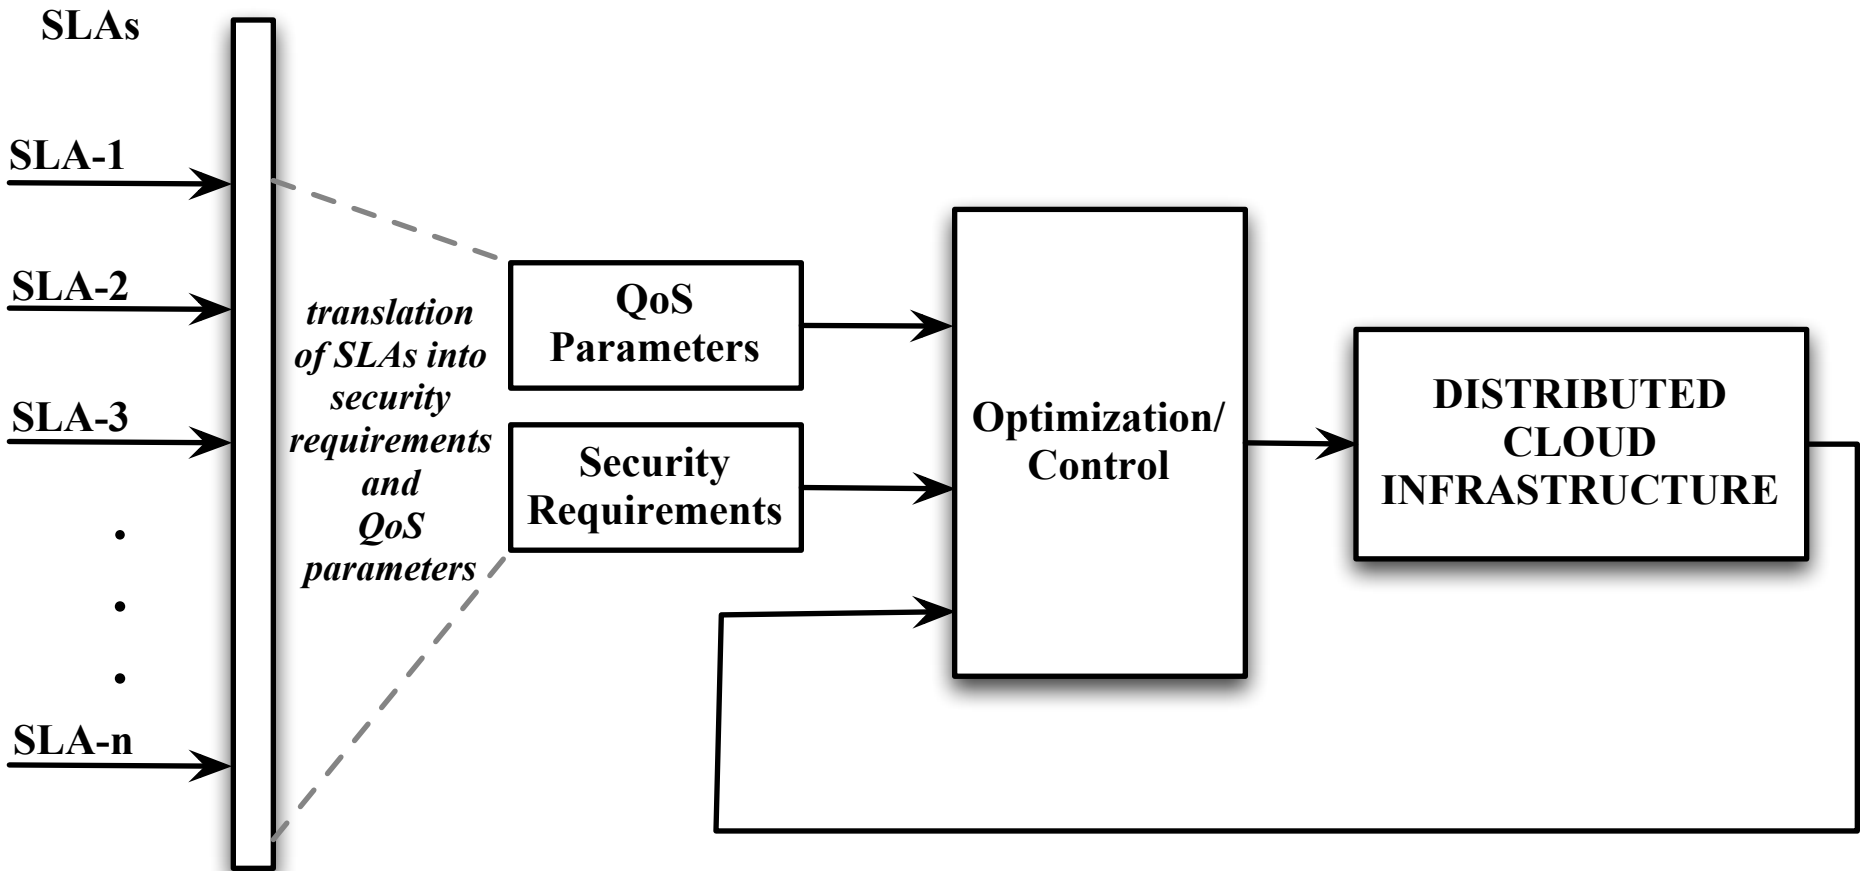 SLAs
SLA-1
SLA-2
SLA-3
SLA-n
translation
of SLAs into
security
requirements
and
QoS
parameters
QoS
Parameters
Security
Requirements
Optimization/
Control
DISTRIBUTED
CLOUD
INFRASTRUCTURE